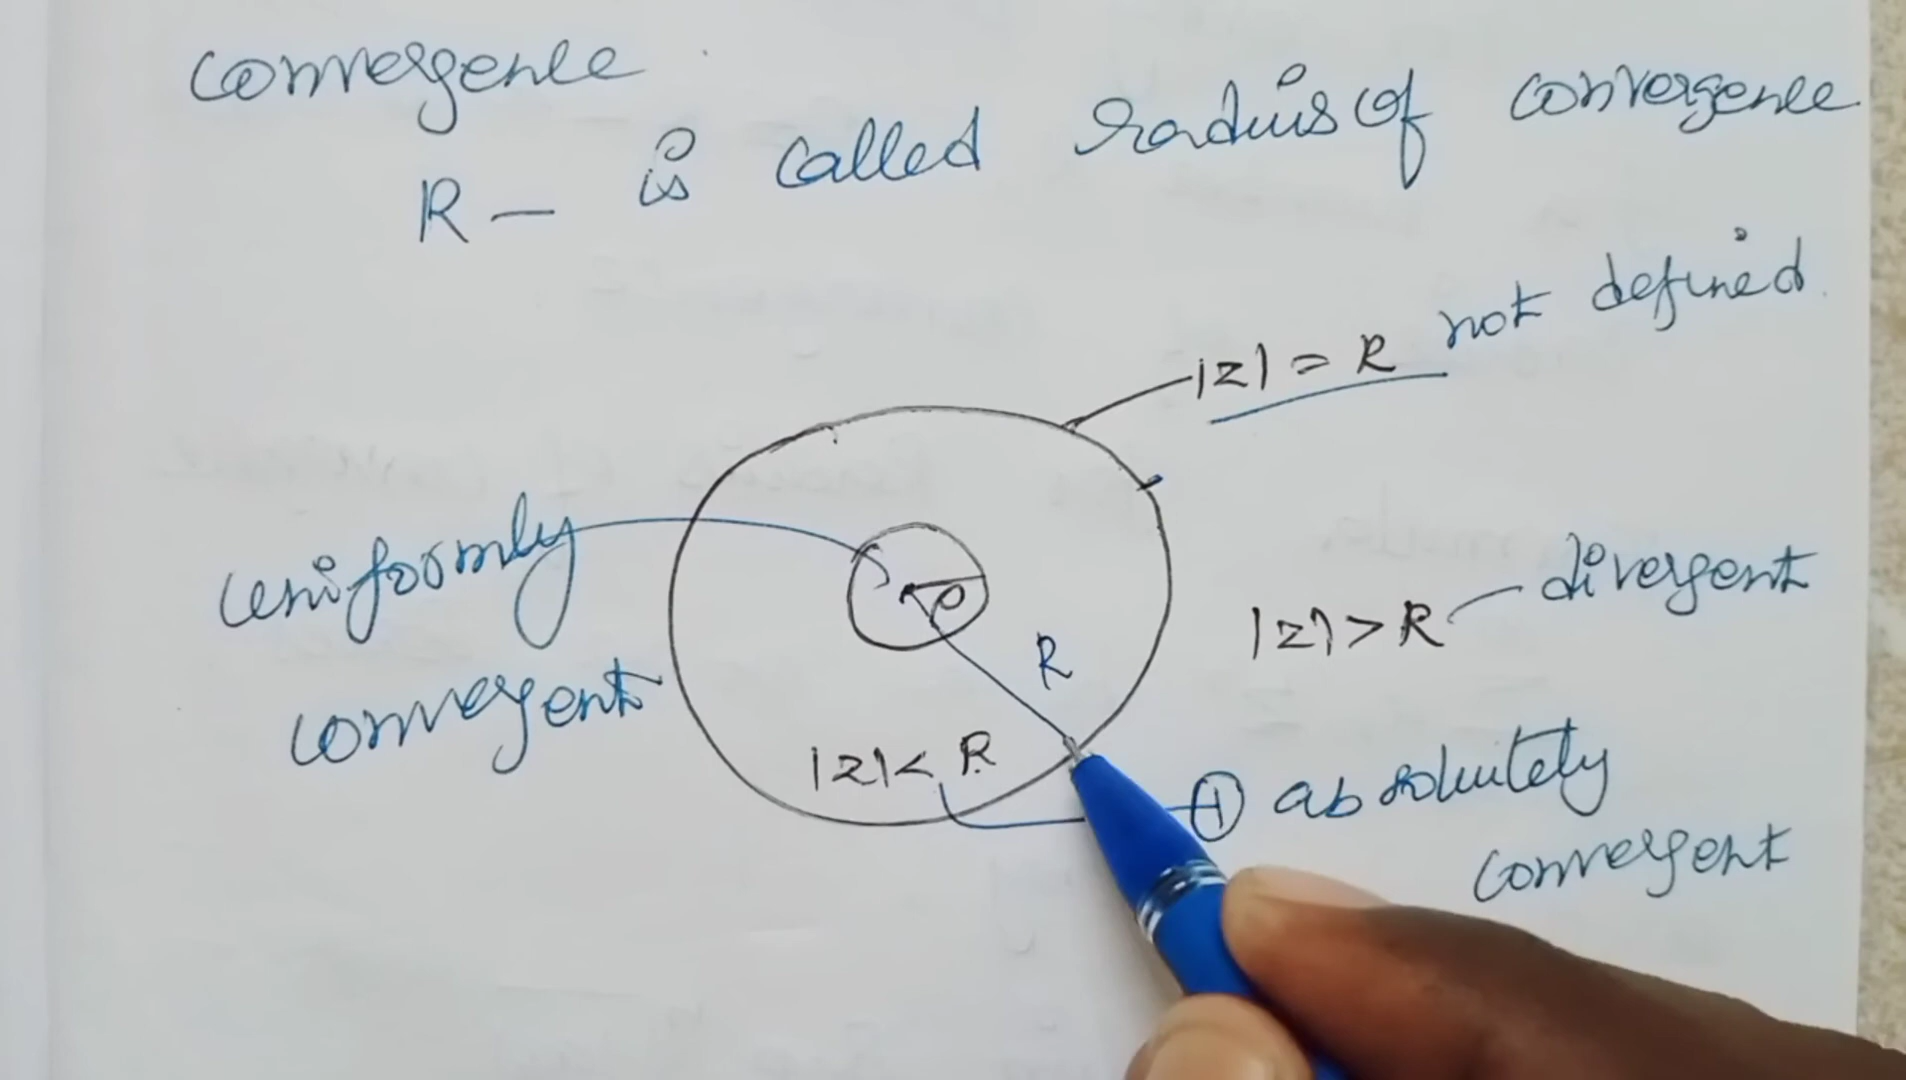 convergence
R — is called radius of convergence
|z| = R not defined
uniformly
convergent
ρ
R
|z| > R divergent
|z| < R
① absolutely
convergent